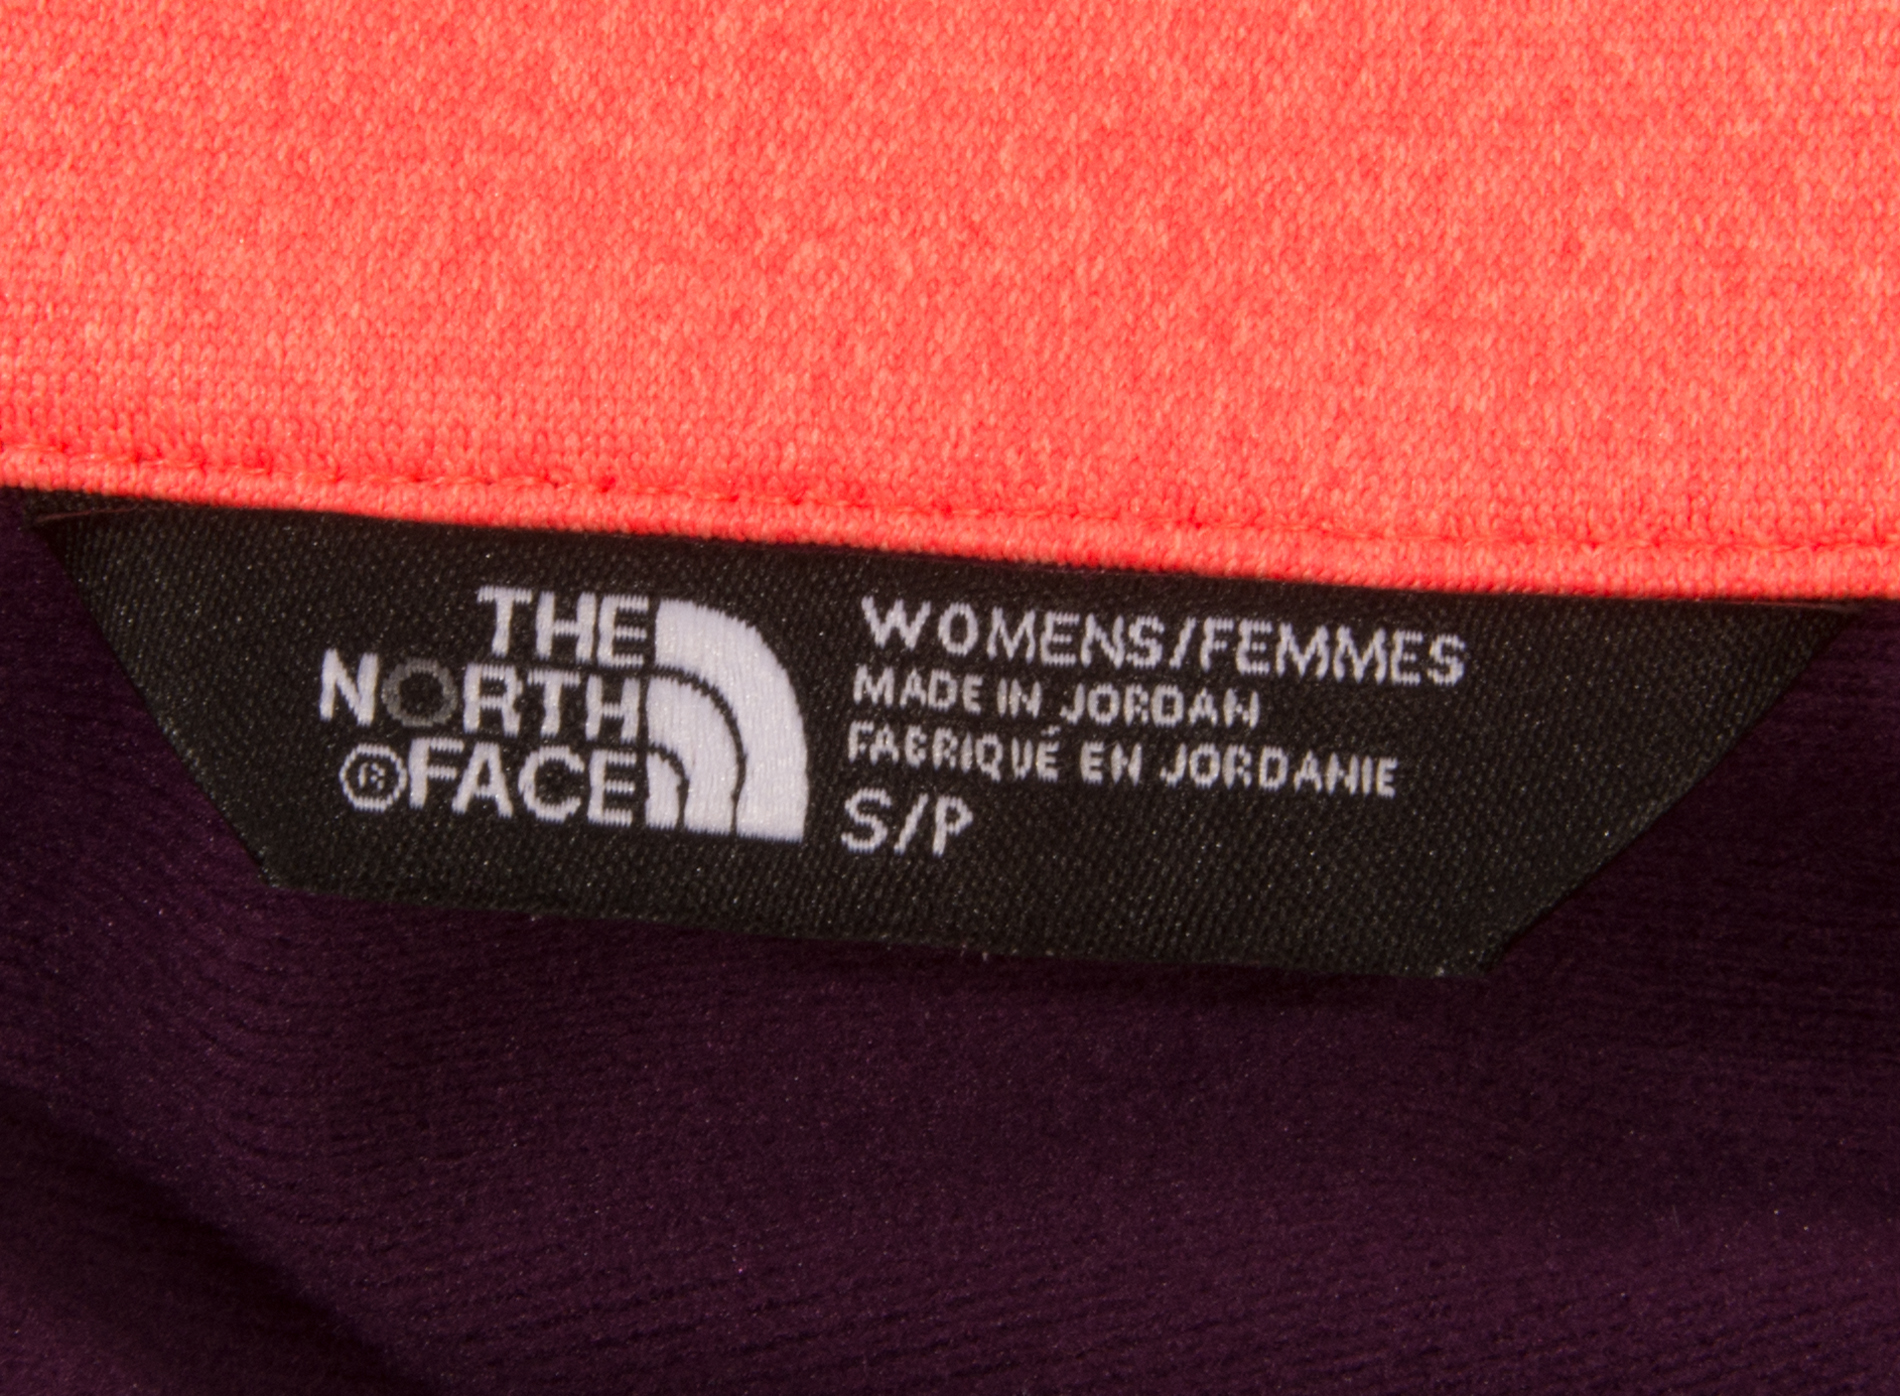 THE
NORTH
®FACE
WOMENS/FEMMES
MADE IN JORDAN
FABRIQUÉ EN JORDANIE
S/P